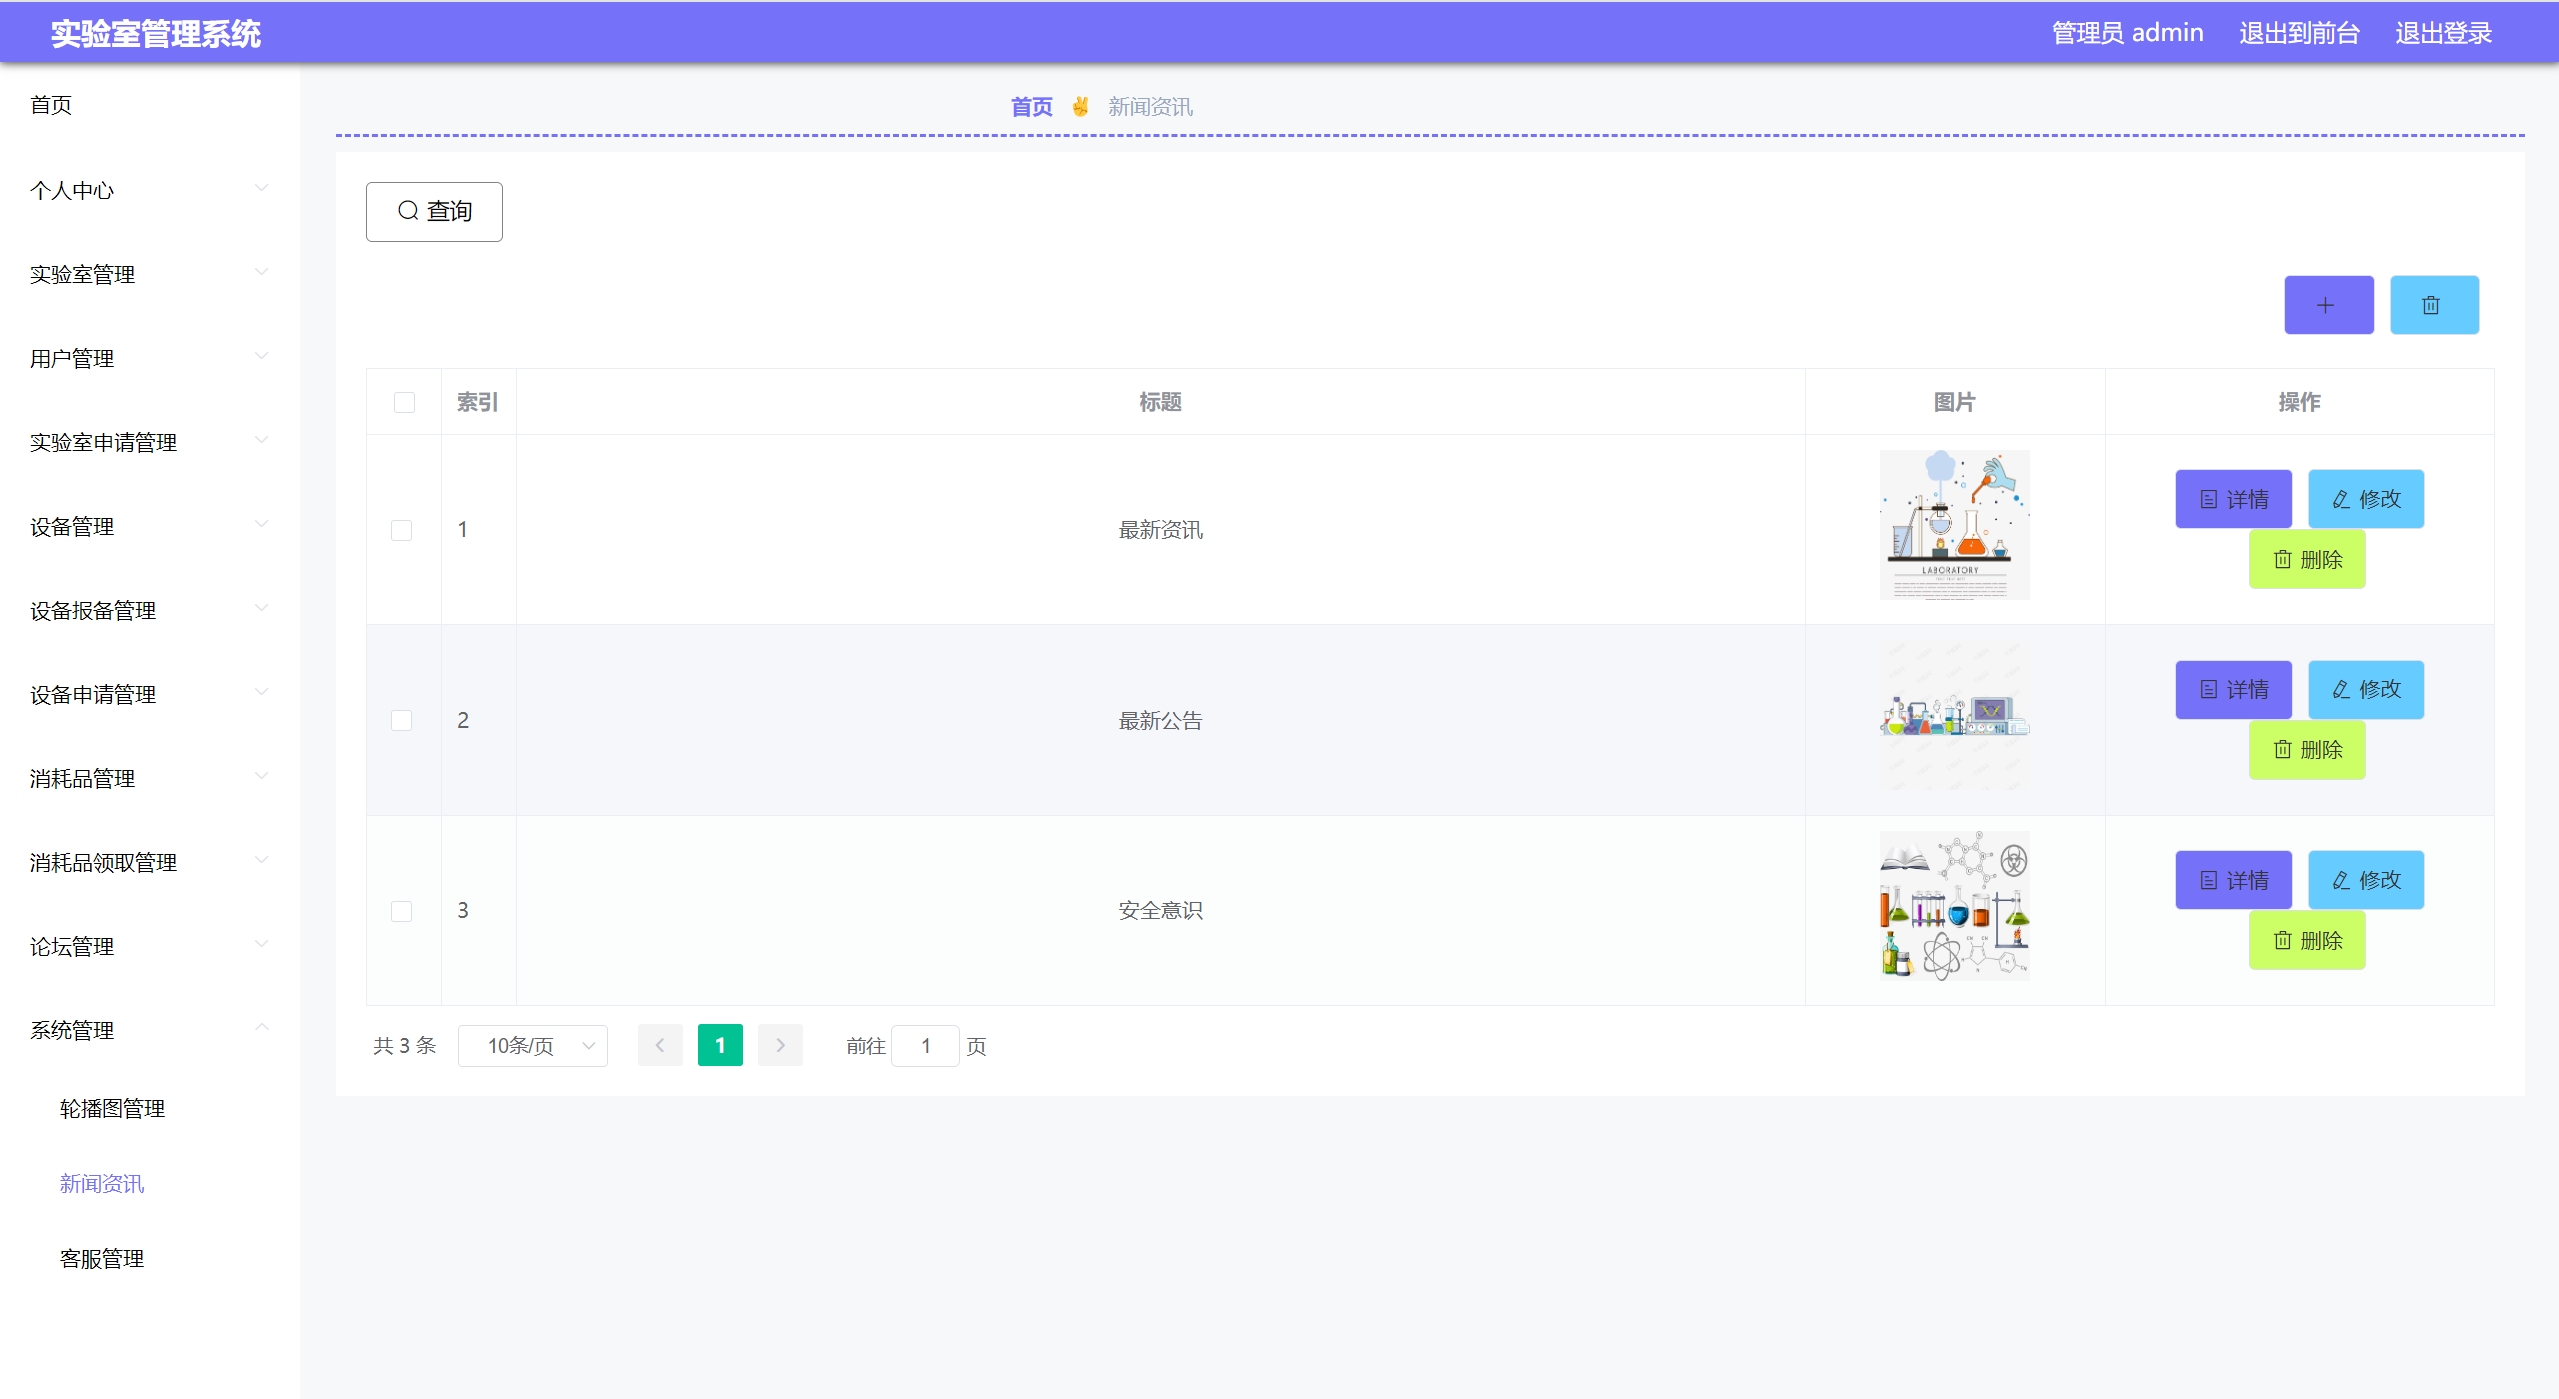 实验室管理系统
管理员 admin 退出到前台 退出登录
首页
个人中心
实验室管理
用户管理
实验室申请管理
设备管理
设备报备管理
设备申请管理
消耗品管理
消耗品领取管理
论坛管理
系统管理
轮播图管理
新闻资讯
客服管理
首页 ✌ 新闻资讯
查询
索引 标题 图片 操作
1 最新资讯
LABORATORY
详情 修改
删除
2 最新公告
详情 修改
删除
3 安全意识
详情 修改
删除
共 3 条 10条/页 1 前往 1 页